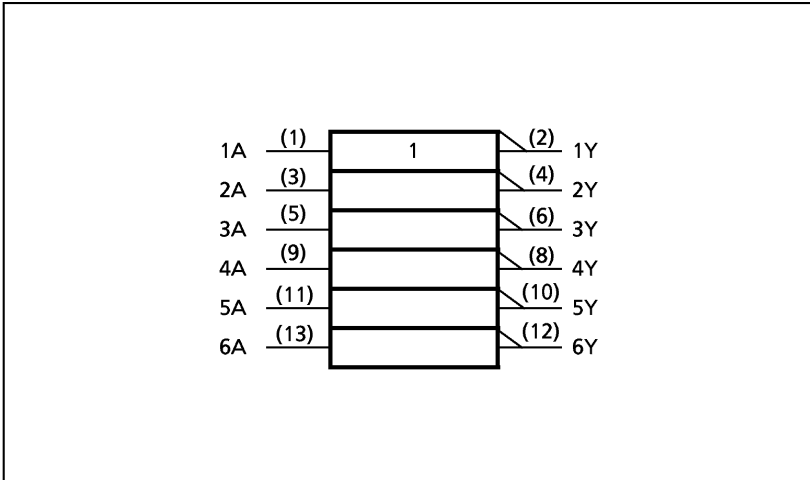 1A (1) 1 (2) 1Y
2A (3) (4) 2Y
3A (5) (6) 3Y
4A (9) (8) 4Y
5A (11) (10) 5Y
6A (13) (12) 6Y